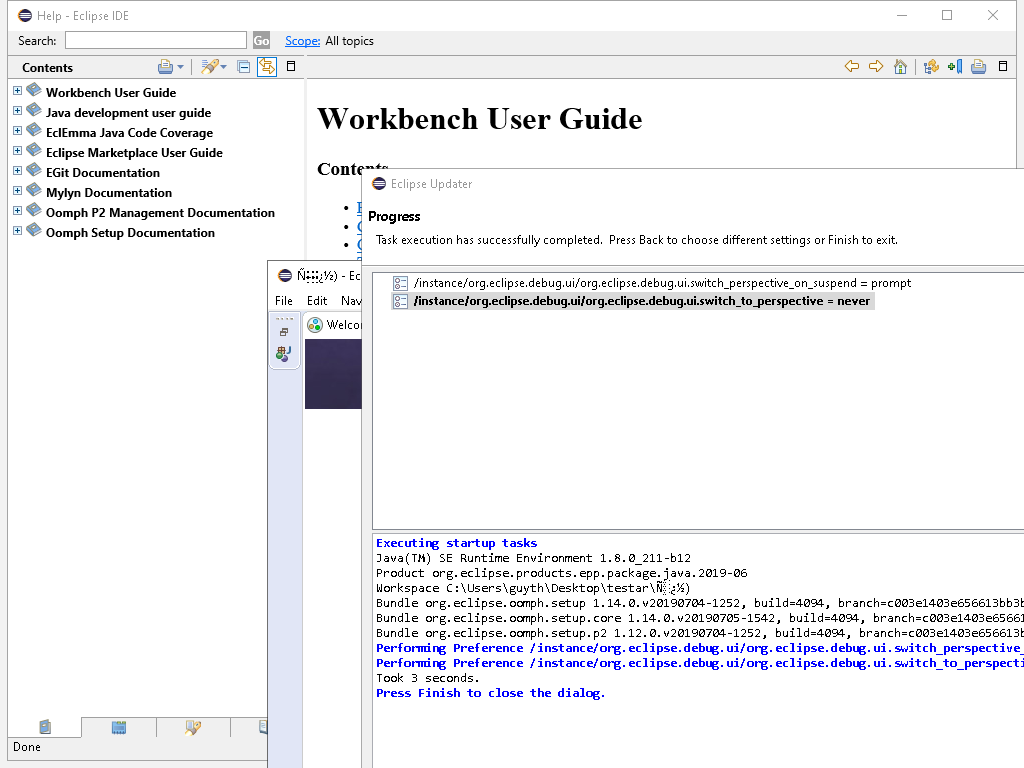 Help - Eclipse IDE
Search:
Go
Scope: All topics
Contents
Workbench User Guide
Java development user guide
EclEmma Java Code Coverage
Eclipse Marketplace User Guide
EGit Documentation
Mylyn Documentation
Oomph P2 Management Documentation
Oomph Setup Documentation
Done
Workbench User Guide
Contents
File Edit Nav
Welcor
Eclipse Updater
Progress
Task execution has successfully completed. Press Back to choose different settings or Finish to exit.
/instance/org.eclipse.debug.ui/org.eclipse.debug.ui.switch_perspective_on_suspend = prompt
/instance/org.eclipse.debug.ui/org.eclipse.debug.ui.switch_to_perspective = never
Executing startup tasks
Java(TM) SE Runtime Environment 1.8.0_211-b12
Product org.eclipse.products.epp.package.java.2019-06
Workspace C:\Users\guyth\Desktop\testar\
Bundle org.eclipse.oomph.setup 1.14.0.v20190704-1252, build=4094, branch=c003e1403e656613bb3b
Bundle org.eclipse.oomph.setup.core 1.14.0.v20190705-1542, build=4094, branch=c003e1403e65661
Bundle org.eclipse.oomph.setup.p2 1.12.0.v20190704-1252, build=4094, branch=c003e1403e656613b
Performing Preference /instance/org.eclipse.debug.ui/org.eclipse.debug.ui.switch_perspective_
Performing Preference /instance/org.eclipse.debug.ui/org.eclipse.debug.ui.switch_to_perspecti
Took 3 seconds.
Press Finish to close the dialog.